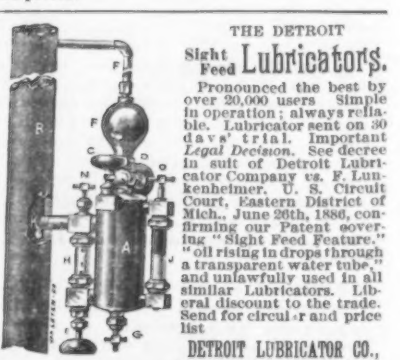 THE DETROIT
Sight Feed Lubricators.
Pronounced the best by
over 20,000 users Simple
in operation; always relia-
ble. Lubricator sent on 30
days' trial. Important
Legal Decision. See decree
in suit of Detroit Lubri-
cator Company vs. F. Lun-
kenheimer. U. S. Circuit
Court, Eastern District of
Mich., June 26th, 1886, con-
firming our Patent cover-
ing "Sight Feed Feature."
"oil rising in drops through
a transparent water tube,"
and unlawfully used in all
similar Lubricators. Lib-
eral discount to the trade.
Send for circular and price
list
DETROIT LUBRICATOR CO.,
F
F
B
C
D
N
O
A
H
J
I
G